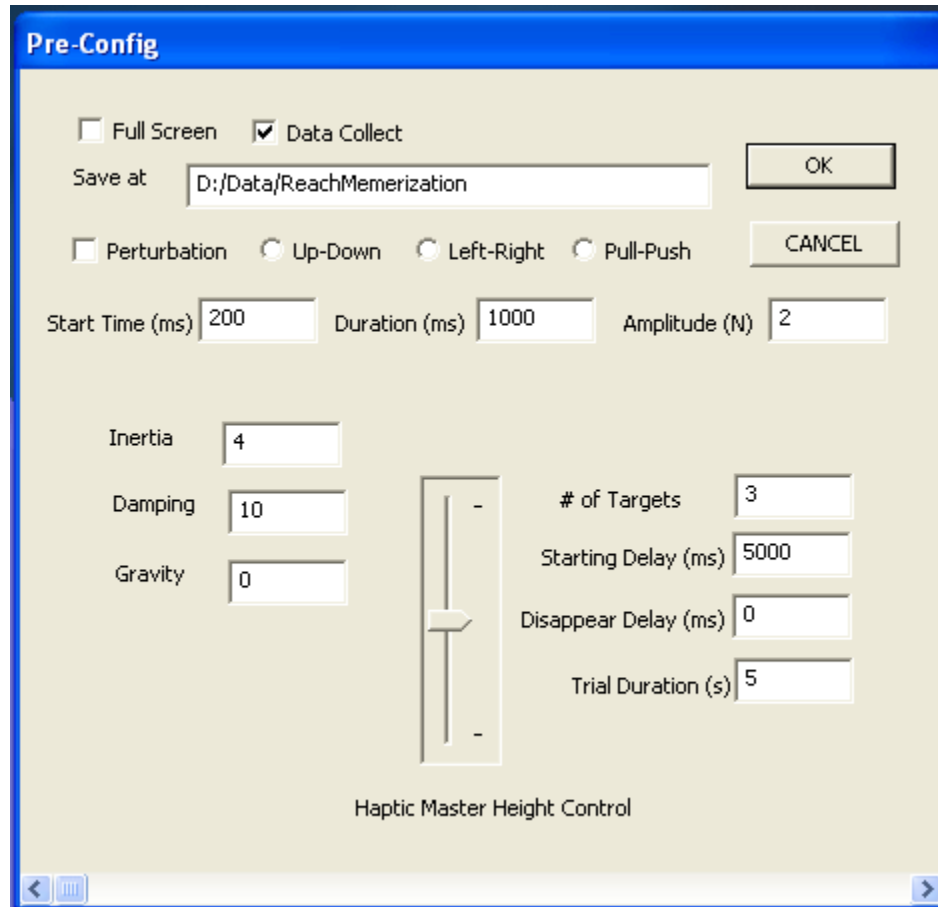 Pre-Config
Full Screen Data Collect
Save at D:/Data/ReachMemerization OK
Perturbation Up-Down Left-Right Pull-Push CANCEL
Start Time (ms) 200 Duration (ms) 1000 Amplitude (N) 2
Inertia 4
Damping 10 - # of Targets 3
Starting Delay (ms) 5000
Gravity 0
Disappear Delay (ms) 0
Trial Duration (s) 5
-
Haptic Master Height Control